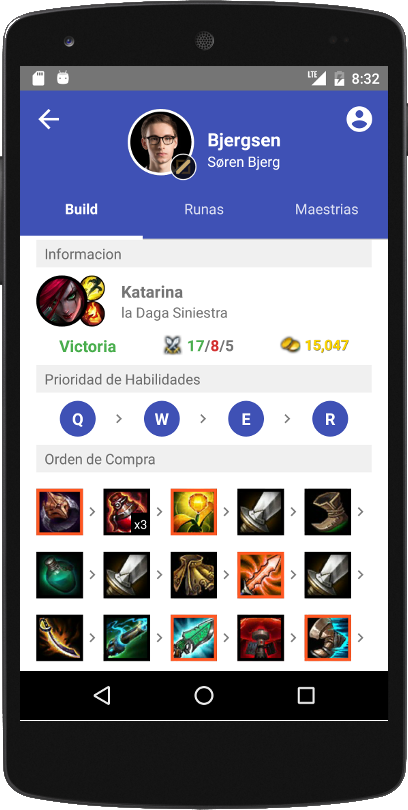 LTE 8:32
Bjergsen
Søren Bjerg
Build Runas Maestrias
Informacion
Katarina
la Daga Siniestra
Victoria 17/8/5 15,047
Prioridad de Habilidades
Q > W > E > R
Orden de Compra
x3